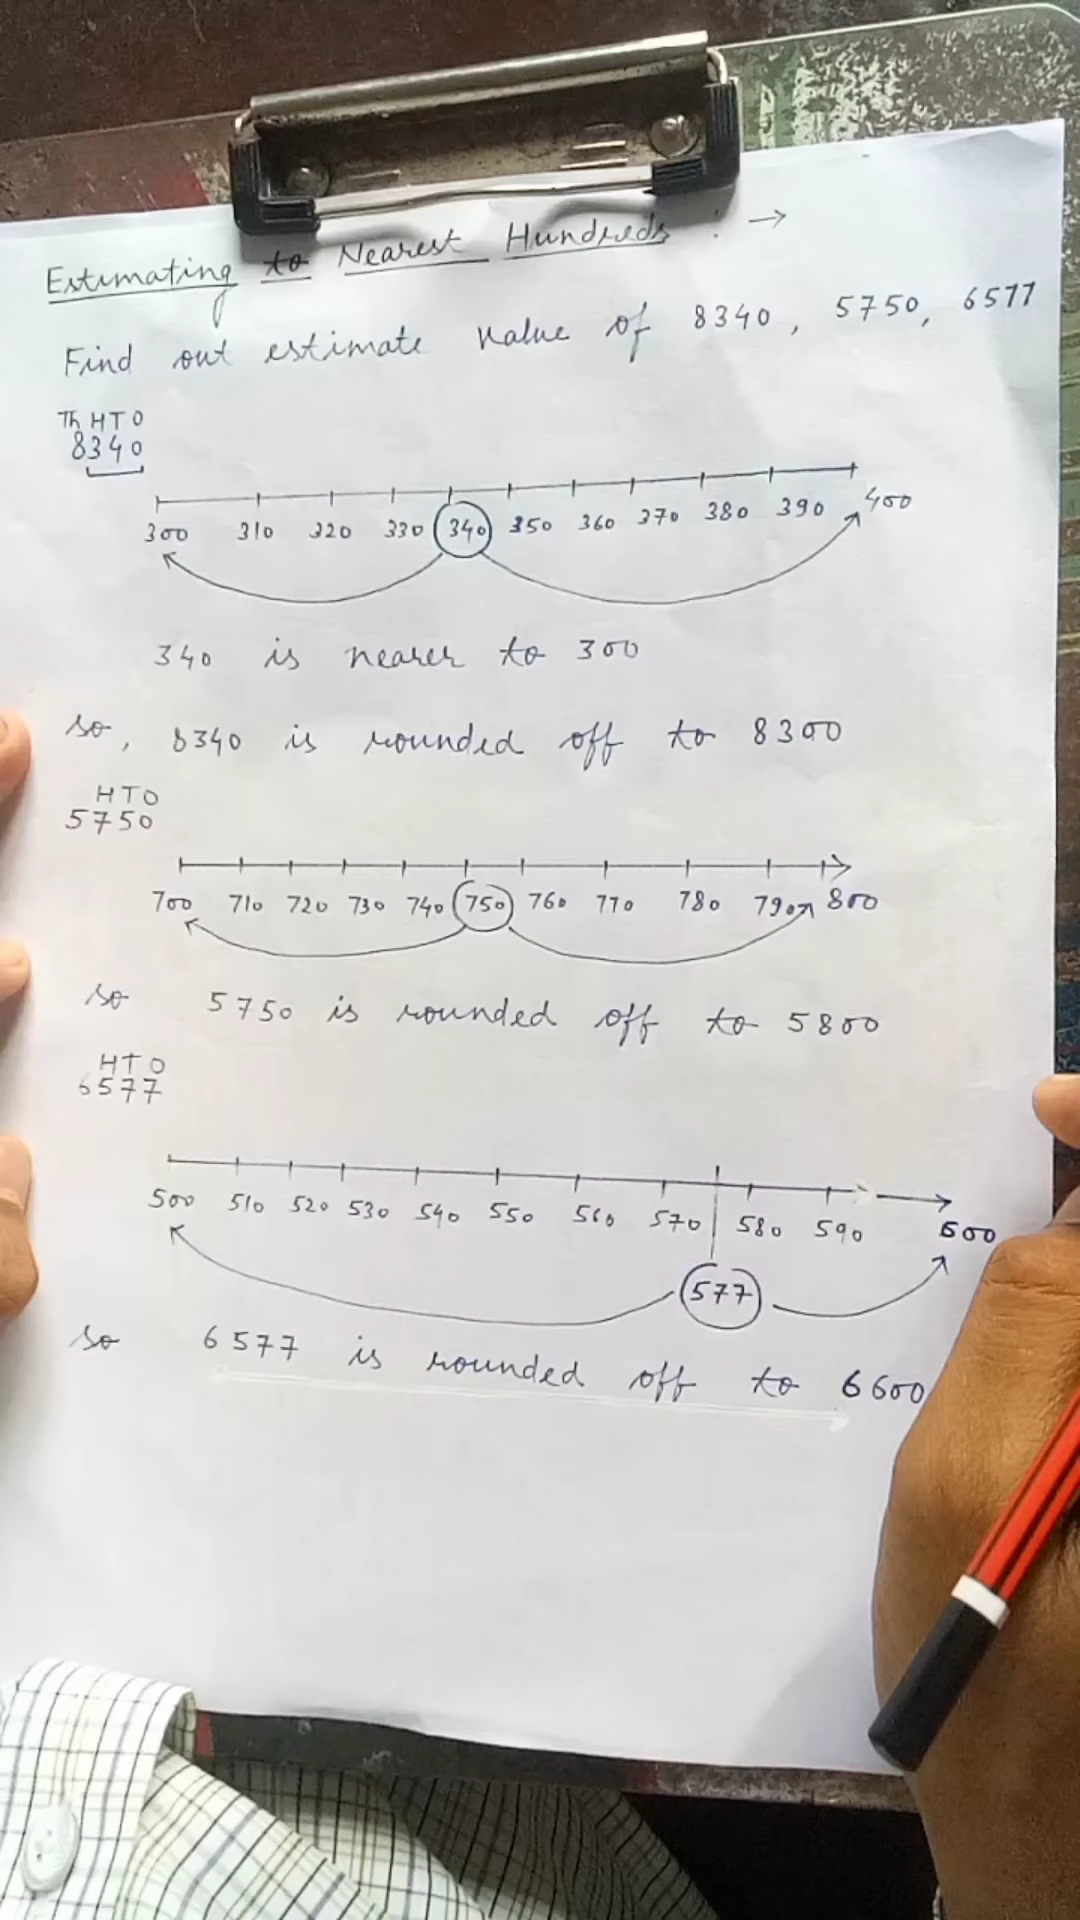 Estimating to Nearest Hundreds : →
Find out estimate value of 8340, 5750, 6577
Th H T O
8340
300 310 320 330 340 350 360 370 380 390 400
340 is nearer to 300
so, 8340 is rounded off to 8300
H T O
5750
700 710 720 730 740 750 760 770 780 790 800
so 5750 is rounded off to 5800
H T O
6577
500 510 520 530 540 550 560 570 580 590 600
577
so 6577 is rounded off to 6600